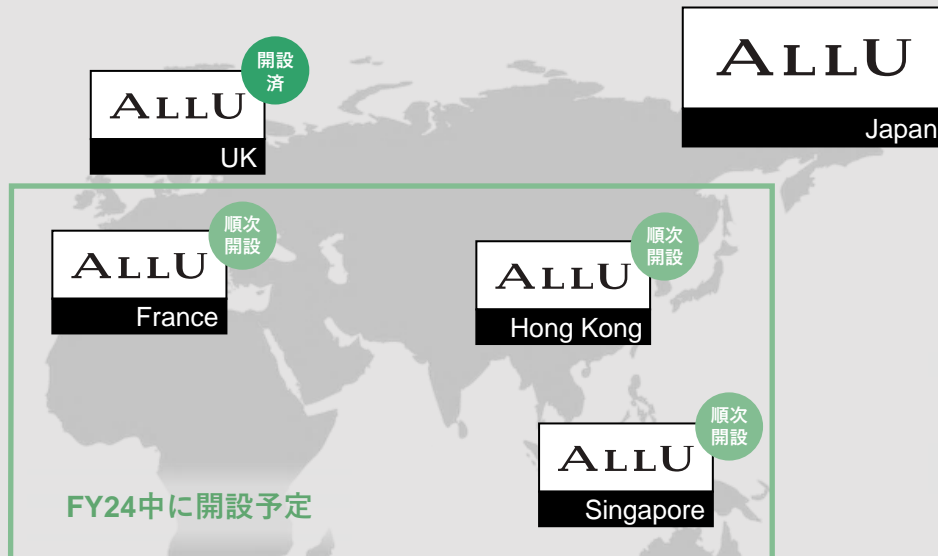 ALLU
Japan
開設
済
ALLU
UK
順次
開設
ALLU
France
順次
開設
ALLU
Hong Kong
順次
開設
ALLU
Singapore
FY24中に開設予定